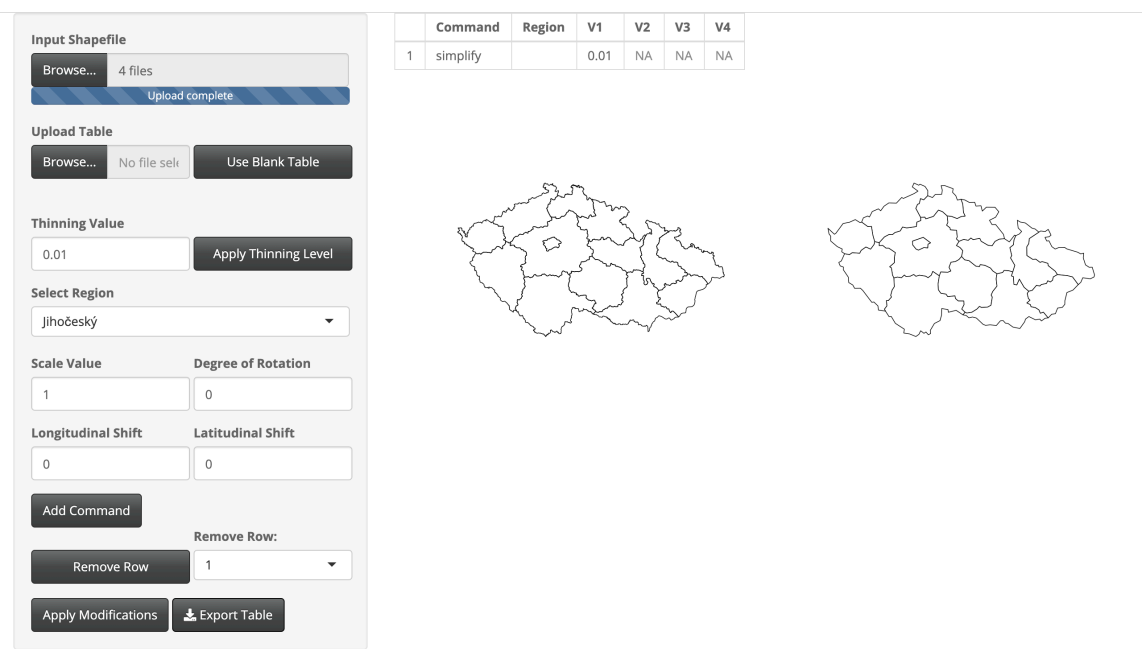 Input Shapefile
Browse... 4 files
Upload complete
Upload Table
Browse... No file sele Use Blank Table
Thinning Value
0.01 Apply Thinning Level
Select Region
Jihočeský
Scale Value Degree of Rotation
1 0
Longitudinal Shift Latitudinal Shift
0 0
Add Command
Remove Row:
Remove Row 1
Apply Modifications Export Table
Command Region V1 V2 V3 V4
1 simplify 0.01 NA NA NA